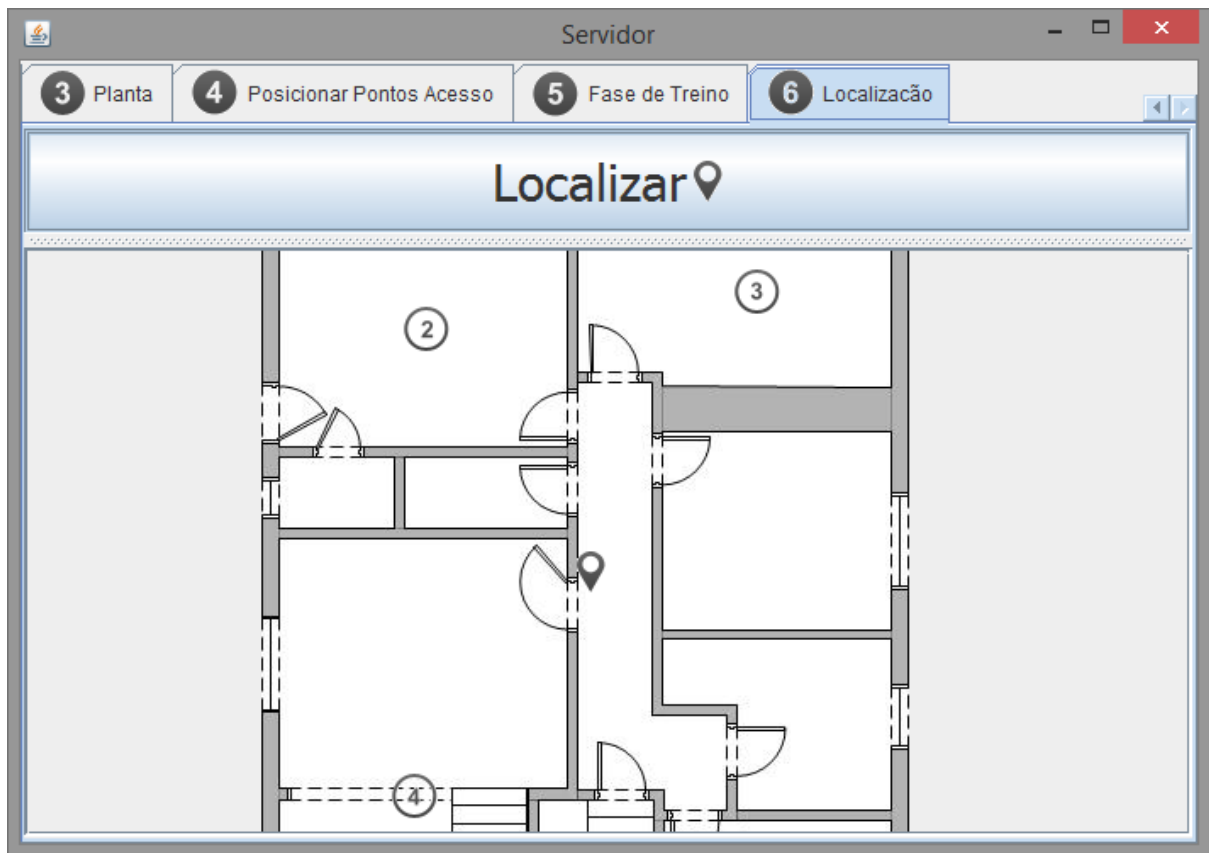 Servidor
3 Planta 4 Posicionar Pontos Acesso 5 Fase de Treino 6 Localizacão
Localizar
3
2
4